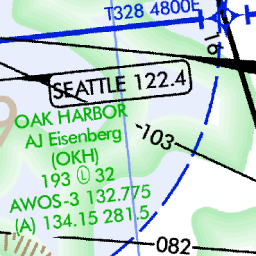 T328 4800E
SEATTLE 122.4
OAK HARBOR
AJ Eisenberg
(OKH)
193 Ⓛ 32
AWOS-3 132.775
(A) 134.15 281.5
103
082